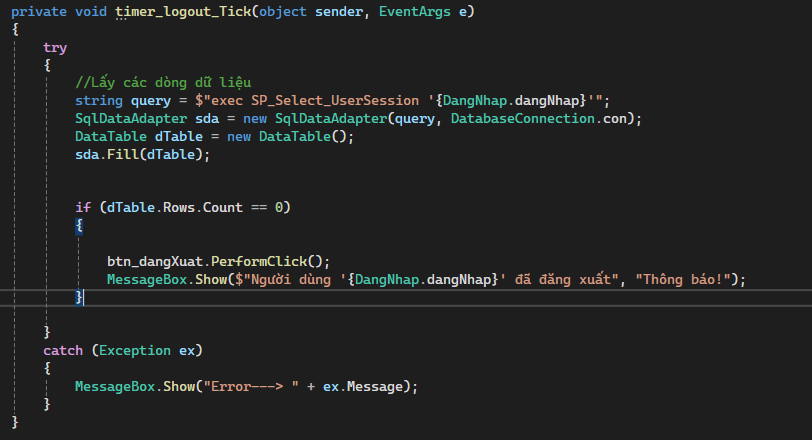 private void timer_logout_Tick(object sender, EventArgs e)
{
try
{
//Lấy các dòng dữ liệu
string query = $"exec SP_Select_UserSession '{DangNhap.dangNhap}'";
SqlDataAdapter sda = new SqlDataAdapter(query, DatabaseConnection.con);
DataTable dTable = new DataTable();
sda.Fill(dTable);
if (dTable.Rows.Count == 0)
{
btn_dangXuat.PerformClick();
MessageBox.Show($"Người dùng '{DangNhap.dangNhap}' đã đăng xuất", "Thông báo!");
}
}
catch (Exception ex)
{
MessageBox.Show("Error---> " + ex.Message);
}
}